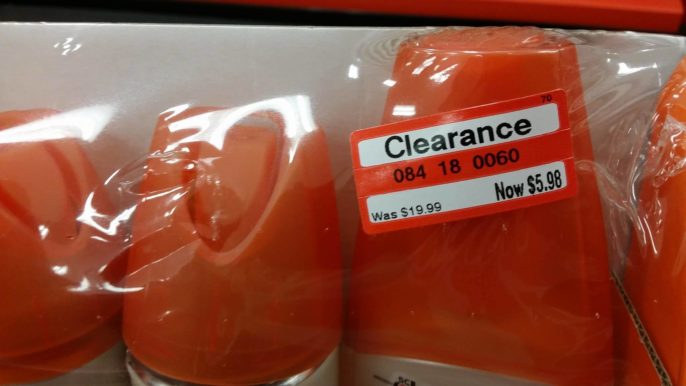 70
Clearance
084 18 0060
Now $5.98
Was $19.99